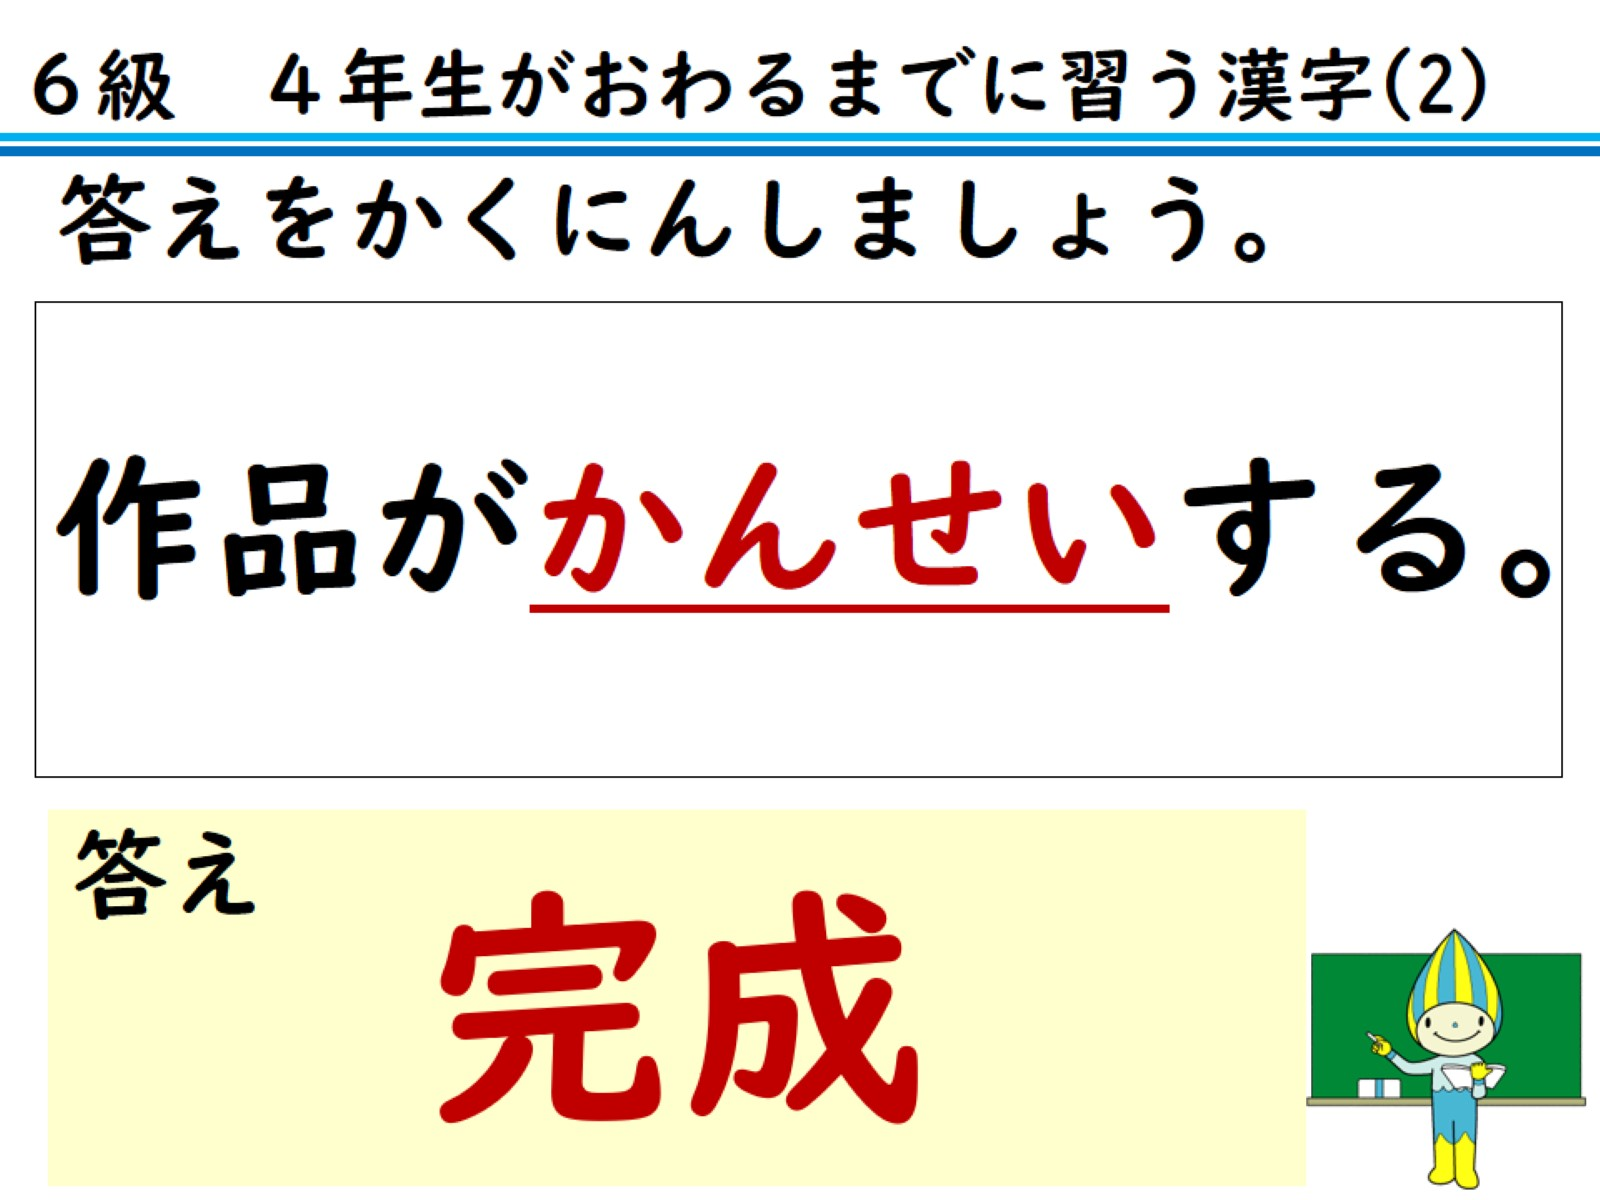 ６級　４年生がおわるまでに習う漢字(2)
答えをかくにんしましょう。
作品がかんせいする。
答え
完成